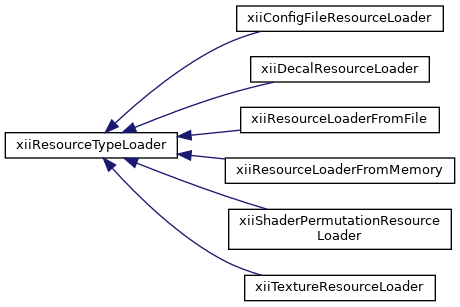 xiiConfigFileResourceLoader
xiiDecalResourceLoader
xiiResourceLoaderFromFile
xiiResourceTypeLoader
xiiResourceLoaderFromMemory
xiiShaderPermutationResource
Loader
xiiTextureResourceLoader